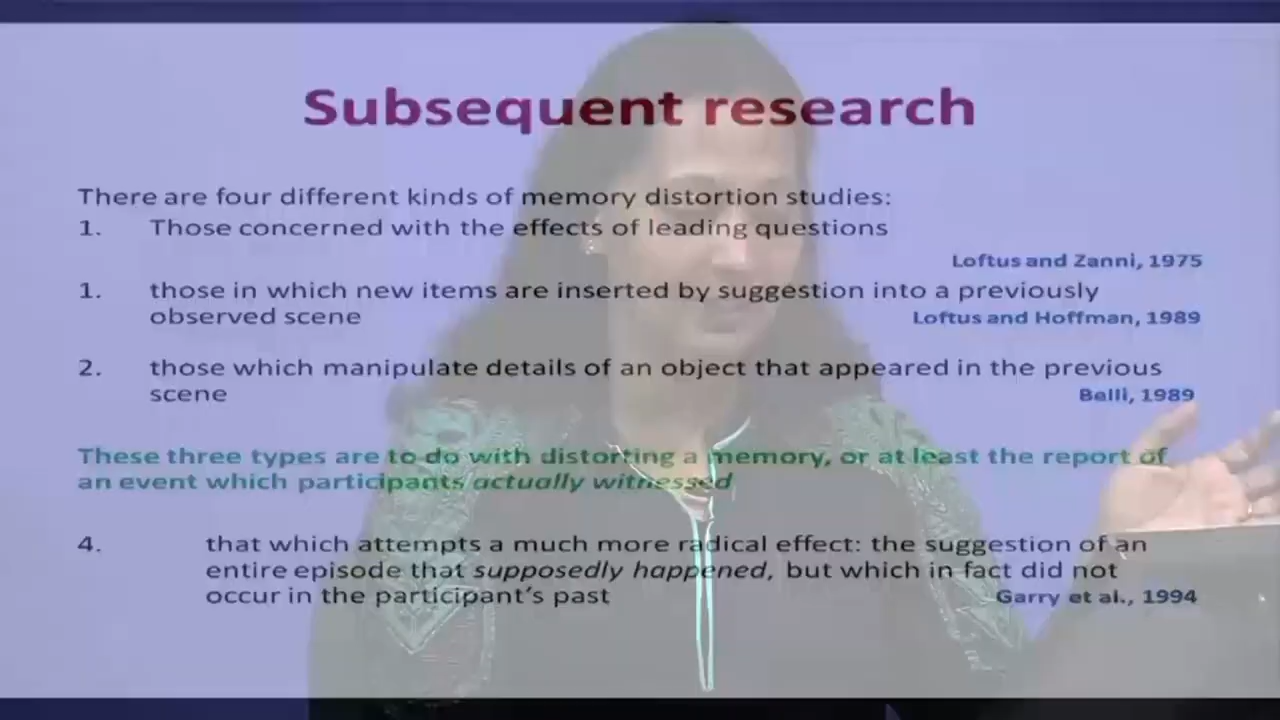 Subsequent research
There are four different kinds of memory distortion studies:
1. Those concerned with the effects of leading questions
Loftus and Zanni, 1975
1. those in which new items are inserted by suggestion into a previously
observed scene Loftus and Hoffman, 1989
2. those which manipulate details of an object that appeared in the previous
scene Belli, 1989
These three types are to do with distorting a memory, or at least the report of
an event which participants actually witnessed
4. that which attempts a much more radical effect: the suggestion of an
entire episode that supposedly happened, but which in fact did not
occur in the participant’s past Garry et al., 1994